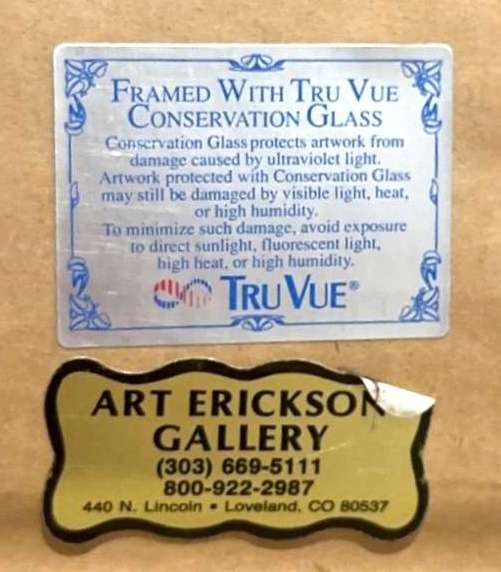 FRAMED WITH TRU VUE
CONSERVATION GLASS
Conservation Glass protects artwork from
damage caused by ultraviolet light.
Artwork protected with Conservation Glass
may still be damaged by visible light, heat,
or high humidity.
To minimize such damage, avoid exposure
to direct sunlight, fluorescent light,
high heat, or high humidity.
TRU VUE®
ART ERICKSON
GALLERY
(303) 669-5111
800-922-2987
440 N. Lincoln • Loveland, CO 80537